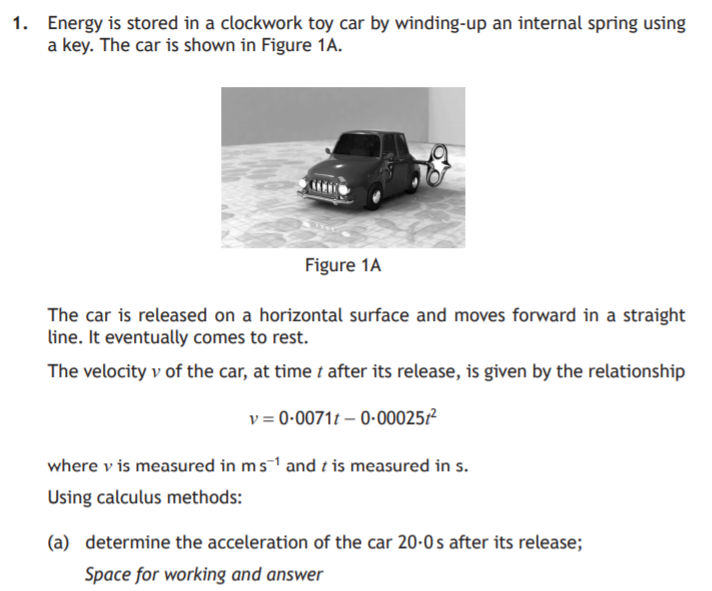 1. Energy is stored in a clockwork toy car by winding-up an internal spring using
a key. The car is shown in Figure 1A.
Figure 1A
The car is released on a horizontal surface and moves forward in a straight
line. It eventually comes to rest.
The velocity v of the car, at time t after its release, is given by the relationship
v = 0·0071t – 0·00025t²
where v is measured in m s⁻¹ and t is measured in s.
Using calculus methods:
(a) determine the acceleration of the car 20·0 s after its release;
Space for working and answer